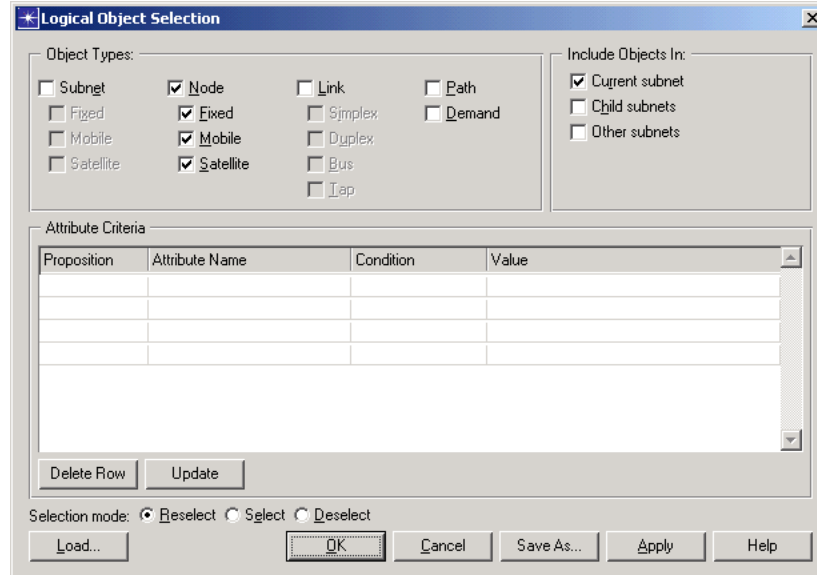 Logical Object Selection
Object Types:
Include Objects In:
Subnet Node Link Path
Fixed Fixed Simplex Demand
Mobile Mobile Duplex
Satellite Satellite Bus
Tap
Current subnet
Child subnets
Other subnets
Attribute Criteria
Proposition Attribute Name Condition Value
Delete Row Update
Selection mode: Reselect Select Deselect
Load... OK Cancel Save As... Apply Help